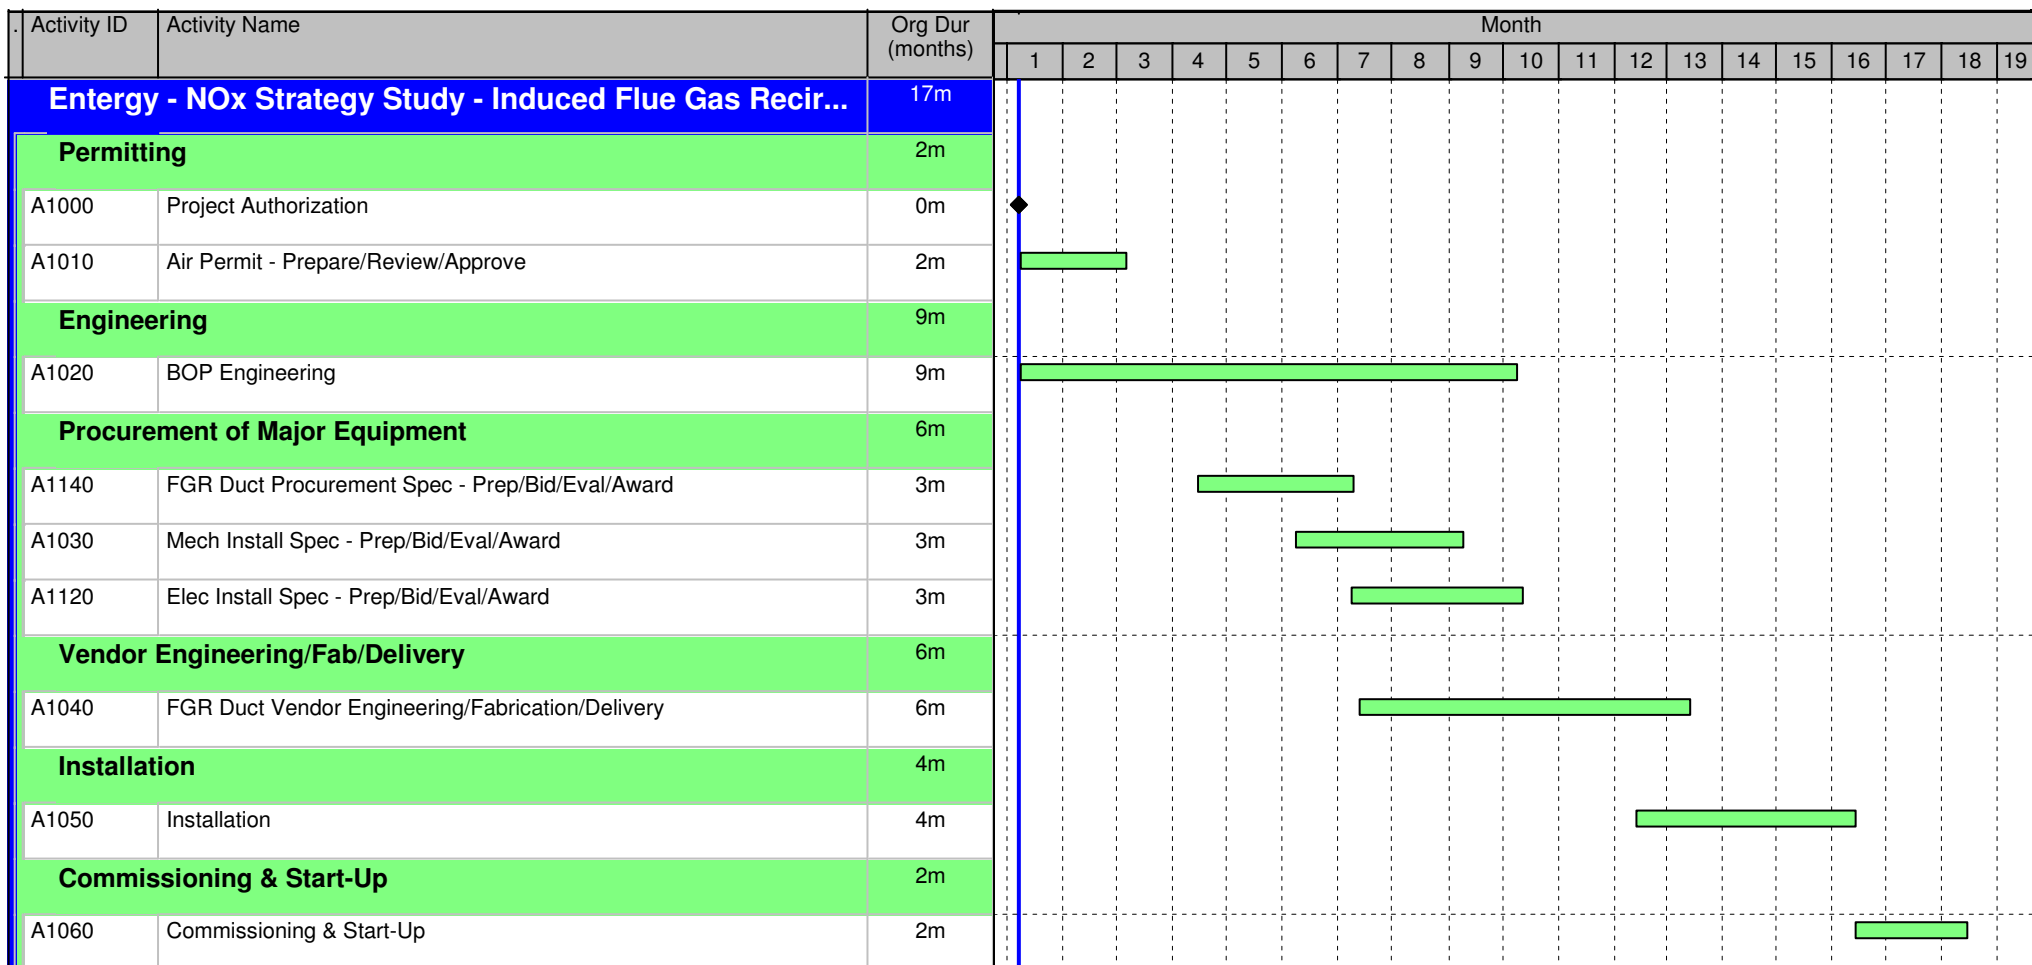 . Activity ID Activity Name Org Dur Month
(months)
1 2 3 4 5 6 7 8 9 10 11 12 13 14 15 16 17 18 19
Entergy - NOx Strategy Study - Induced Flue Gas Recir... 17m
Permitting 2m
A1000 Project Authorization 0m
A1010 Air Permit - Prepare/Review/Approve 2m
Engineering 9m
A1020 BOP Engineering 9m
Procurement of Major Equipment 6m
A1140 FGR Duct Procurement Spec - Prep/Bid/Eval/Award 3m
A1030 Mech Install Spec - Prep/Bid/Eval/Award 3m
A1120 Elec Install Spec - Prep/Bid/Eval/Award 3m
Vendor Engineering/Fab/Delivery 6m
A1040 FGR Duct Vendor Engineering/Fabrication/Delivery 6m
Installation 4m
A1050 Installation 4m
Commissioning & Start-Up 2m
A1060 Commissioning & Start-Up 2m